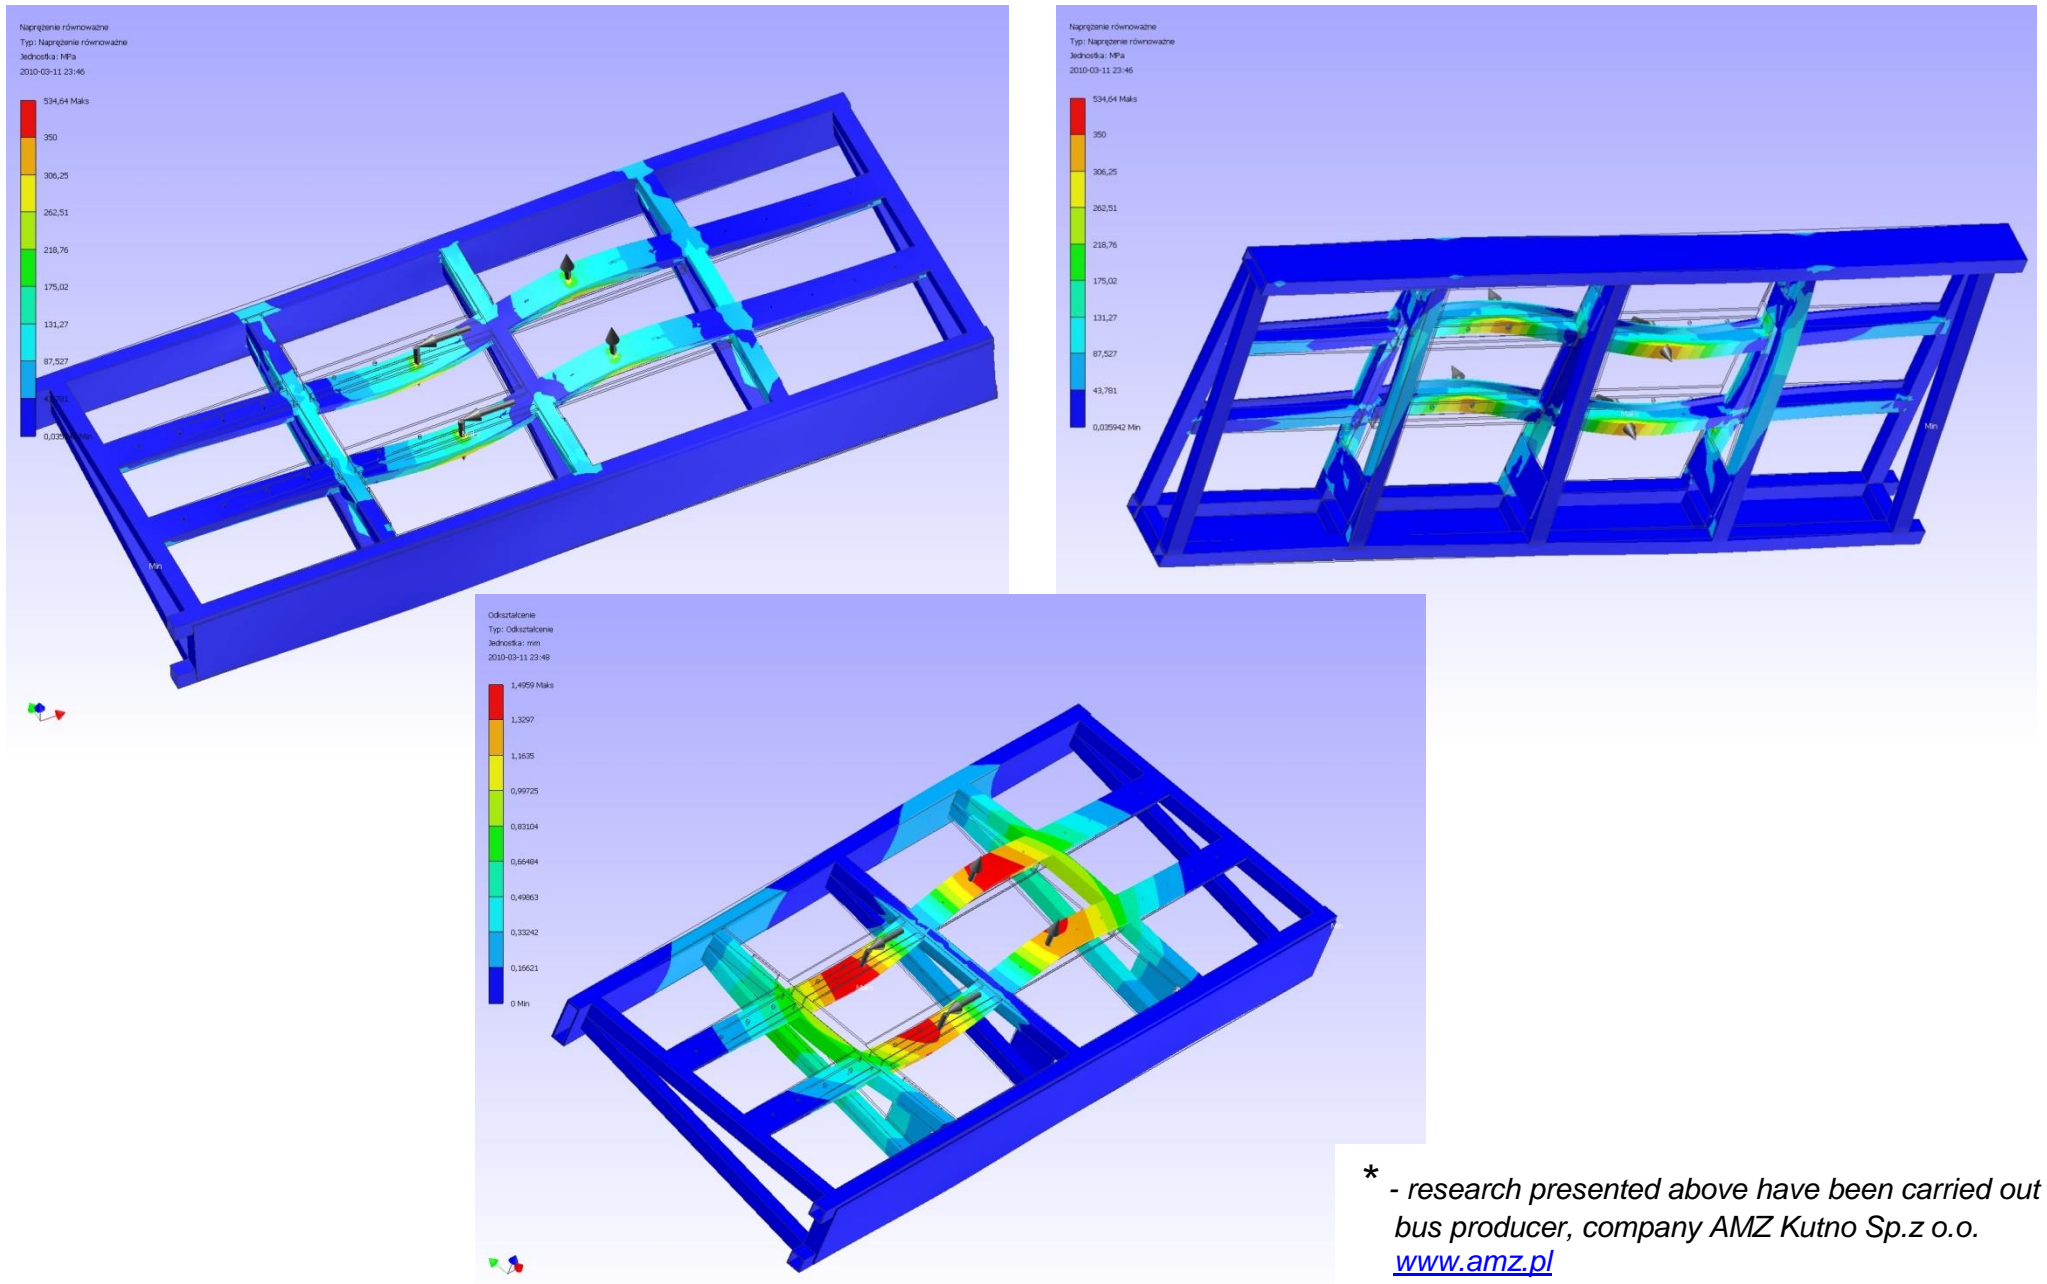 Naprężenie równoważne
Typ: Naprężenie równoważne
Jednostka: MPa
2010-03-11 23:46
534,64 Maks
350
306,25
262,51
218,76
175,02
131,27
87,527
Min
Naprężenie równoważne
Typ: Naprężenie równoważne
Jednostka: MPa
2010-03-11 23:46
534,64 Maks
350
306,25
262,51
218,76
175,02
131,27
87,527
43,781
0,035942 Min
Min
Odkształcenie
Typ: Odkształcenie
Jednostka: mm
2010-03-11 23:48
1,4959 Maks
1,3297
1,1635
0,99725
0,83104
0,66484
0,49863
0,33242
0,16621
0 Min
Maks
Min
* - research presented above have been carried out
bus producer, company AMZ Kutno Sp.z o.o.
www.amz.pl